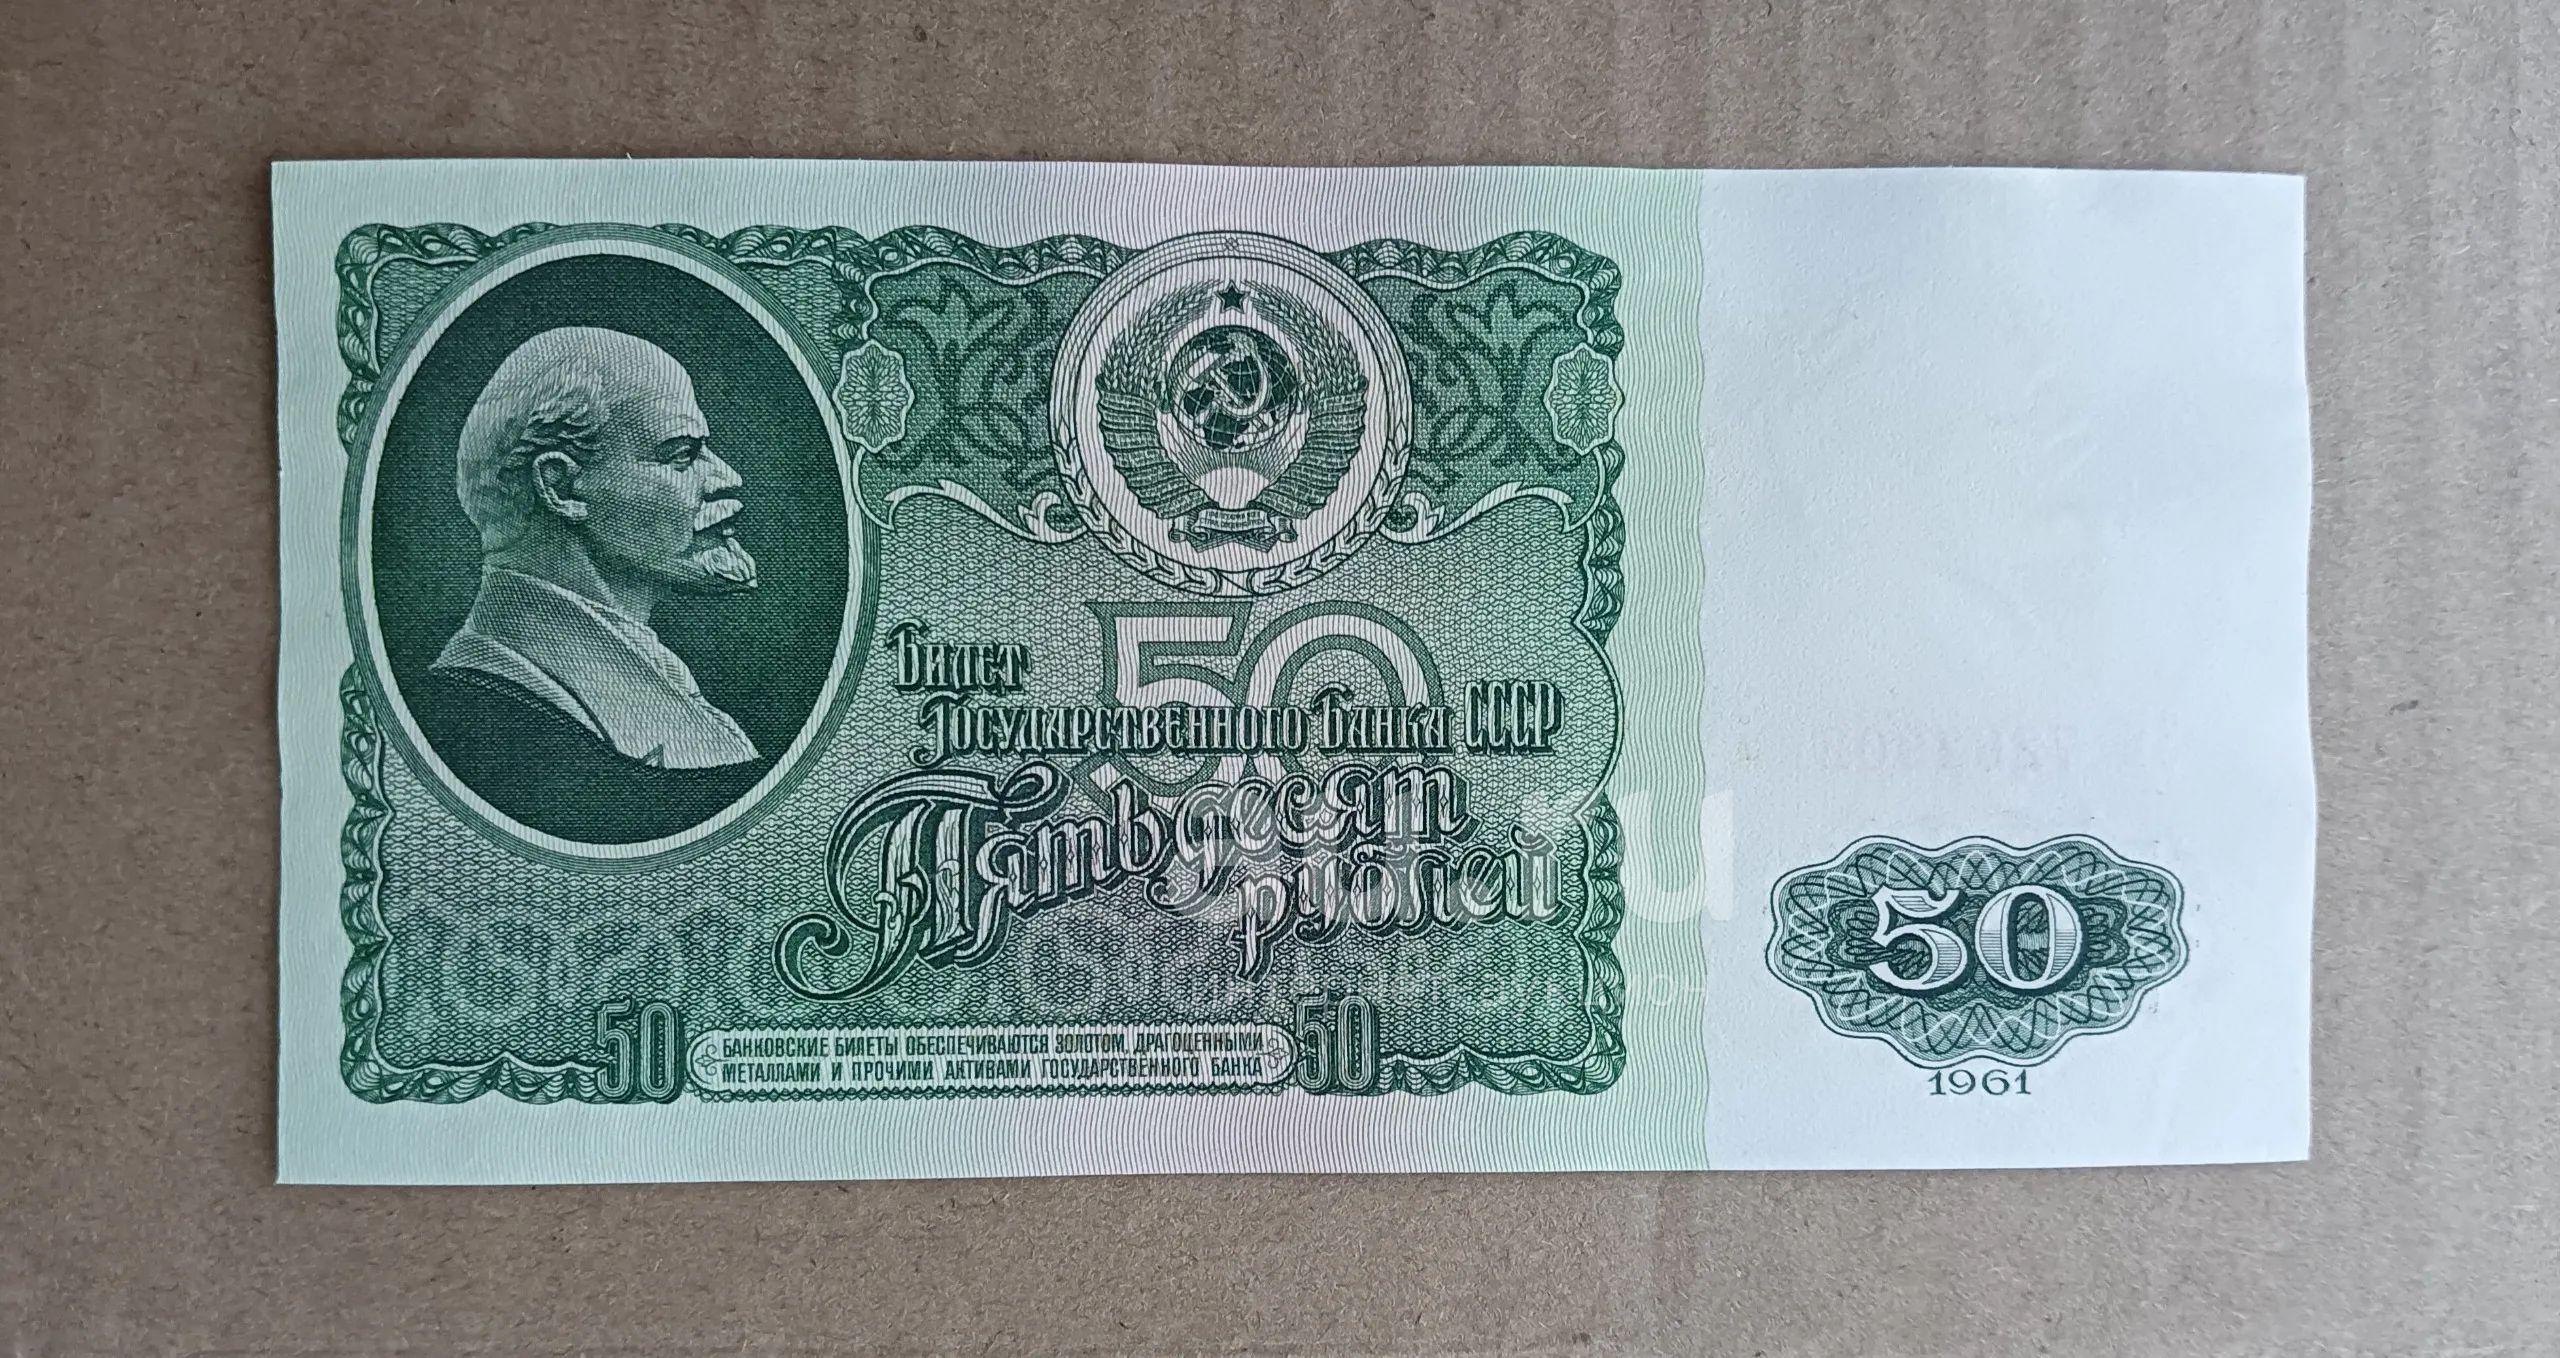 Билет
Государственного Банка СССР
50
Пятьдесят
рублей
50
БАНКОВСКИЕ БИЛЕТЫ ОБЕСПЕЧИВАЮТСЯ ЗОЛОТОМ, ДРАГОЦЕННЫМИ
МЕТАЛЛАМИ И ПРОЧИМИ АКТИВАМИ ГОСУДАРСТВЕННОГО БАНКА
50
50
1961